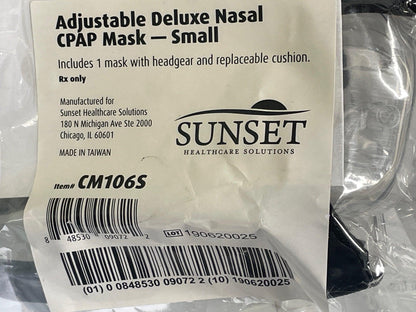 Adjustable Deluxe Nasal
CPAP Mask — Small
Includes 1 mask with headgear and replaceable cushion.
Rx only
Manufactured for
Sunset Healthcare Solutions
180 N Michigan Ave Ste 2000
Chicago, IL 60601
MADE IN TAIWAN
SUNSET
HEALTHCARE SOLUTIONS
Item# CM106S
8 48530 09072 2
LOT 190620025
(01) 0 0848530 09072 2 (10) 190620025